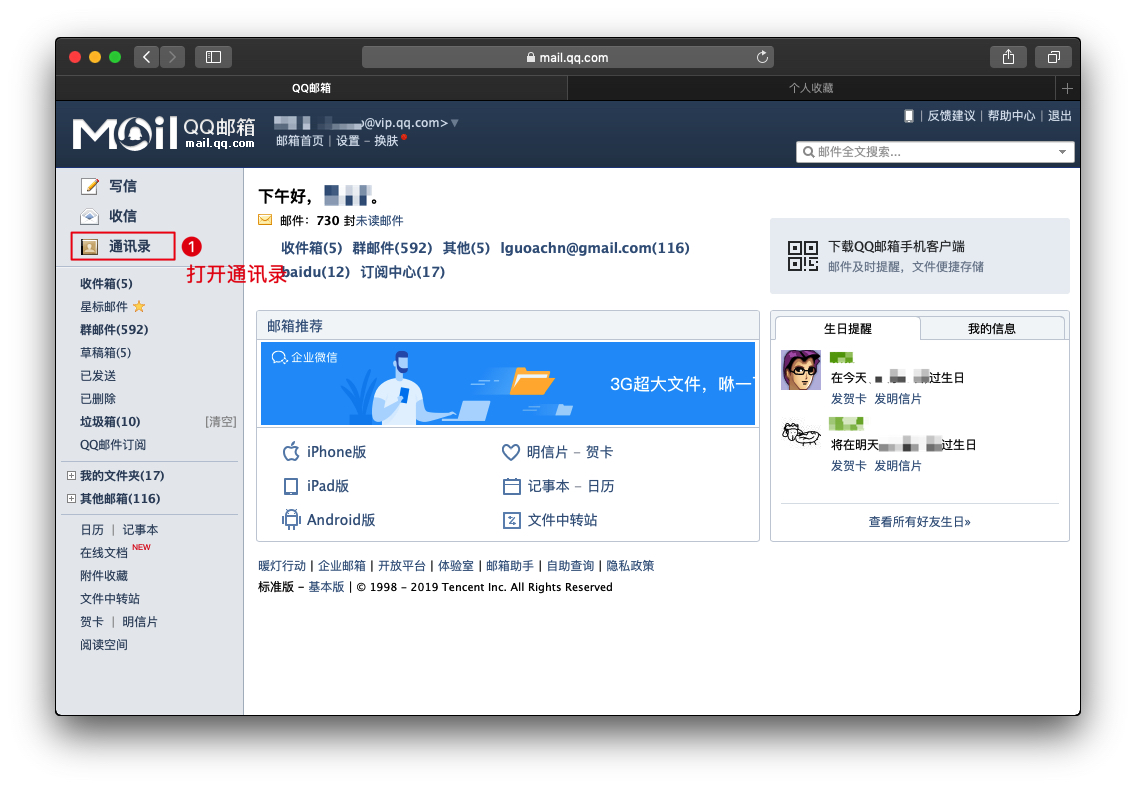 mail.qq.com
QQ邮箱
个人收藏
Mail QQ邮箱
mail.qq.com
@vip.qq.com>
邮箱首页 | 设置 - 换肤
反馈建议 | 帮助中心 | 退出
邮件全文搜索...
写信
收信
通讯录
1
打开通讯录
收件箱(5)
星标邮件
群邮件(592)
草稿箱(5)
已发送
已删除
垃圾箱(10) [清空]
QQ邮件订阅
我的文件夹(17)
其他邮箱(116)
日历 | 记事本
在线文档 NEW
附件收藏
文件中转站
贺卡 | 明信片
阅读空间
下午好， 。
邮件：730 封未读邮件
收件箱(5) 群邮件(592) 其他(5) lguoachn@gmail.com(116)
baidu(12) 订阅中心(17)
邮箱推荐
企业微信
3G超大文件，咻一
iPhone版
明信片 - 贺卡
iPad版
记事本 - 日历
Android版
文件中转站
下载QQ邮箱手机客户端
邮件及时提醒，文件便捷存储
生日提醒
我的信息
在今天、 过生日
发贺卡 发明信片
将在明天 过生日
发贺卡 发明信片
查看所有好友生日»
暖灯行动 | 企业邮箱 | 开放平台 | 体验室 | 邮箱助手 | 自助查询 | 隐私政策
标准版 - 基本版 | © 1998 - 2019 Tencent Inc. All Rights Reserved